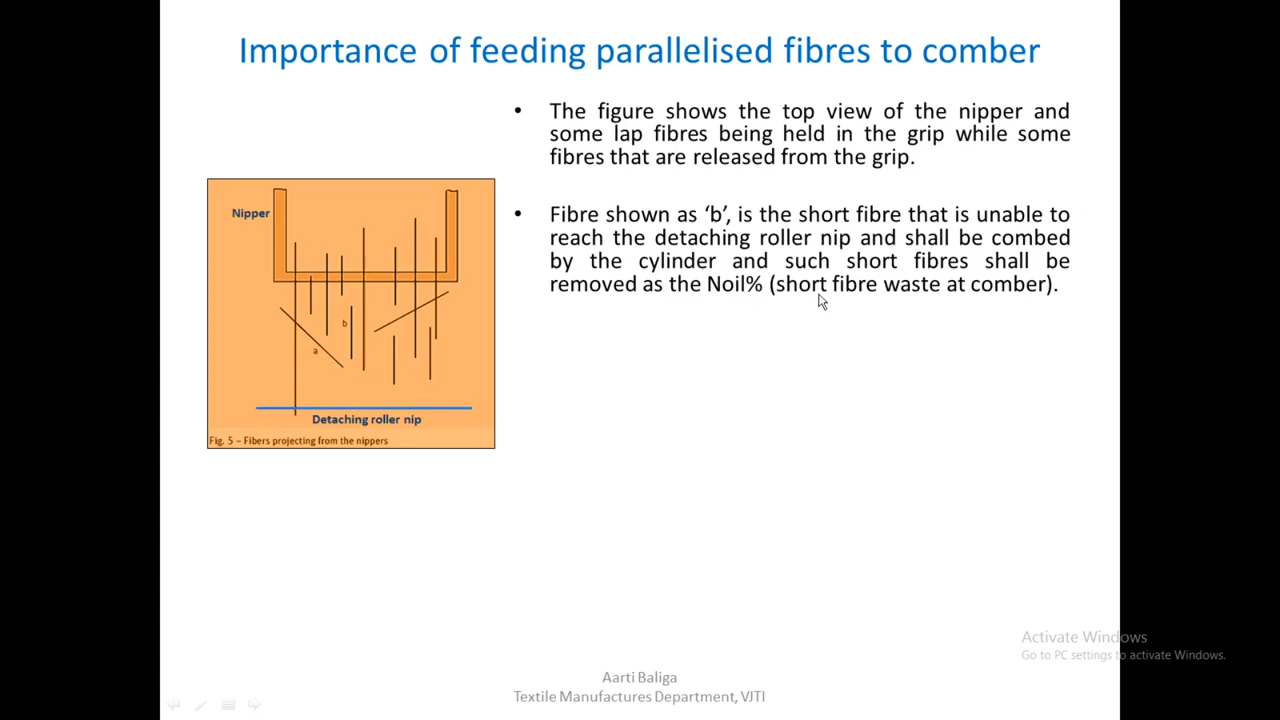 Importance of feeding parallelised fibres to comber
• The figure shows the top view of the nipper and
some lap fibres being held in the grip while some
fibres that are released from the grip.
• Fibre shown as ‘b’, is the short fibre that is unable to
reach the detaching roller nip and shall be combed
by the cylinder and such short fibres shall be
removed as the Noil% (short fibre waste at comber).
Nipper
b
a
Detaching roller nip
Fig. 5 – Fibers projecting from the nippers
Activate Windows
Go to PC settings to activate Windows.
Aarti Baliga
Textile Manufactures Department, VJTI